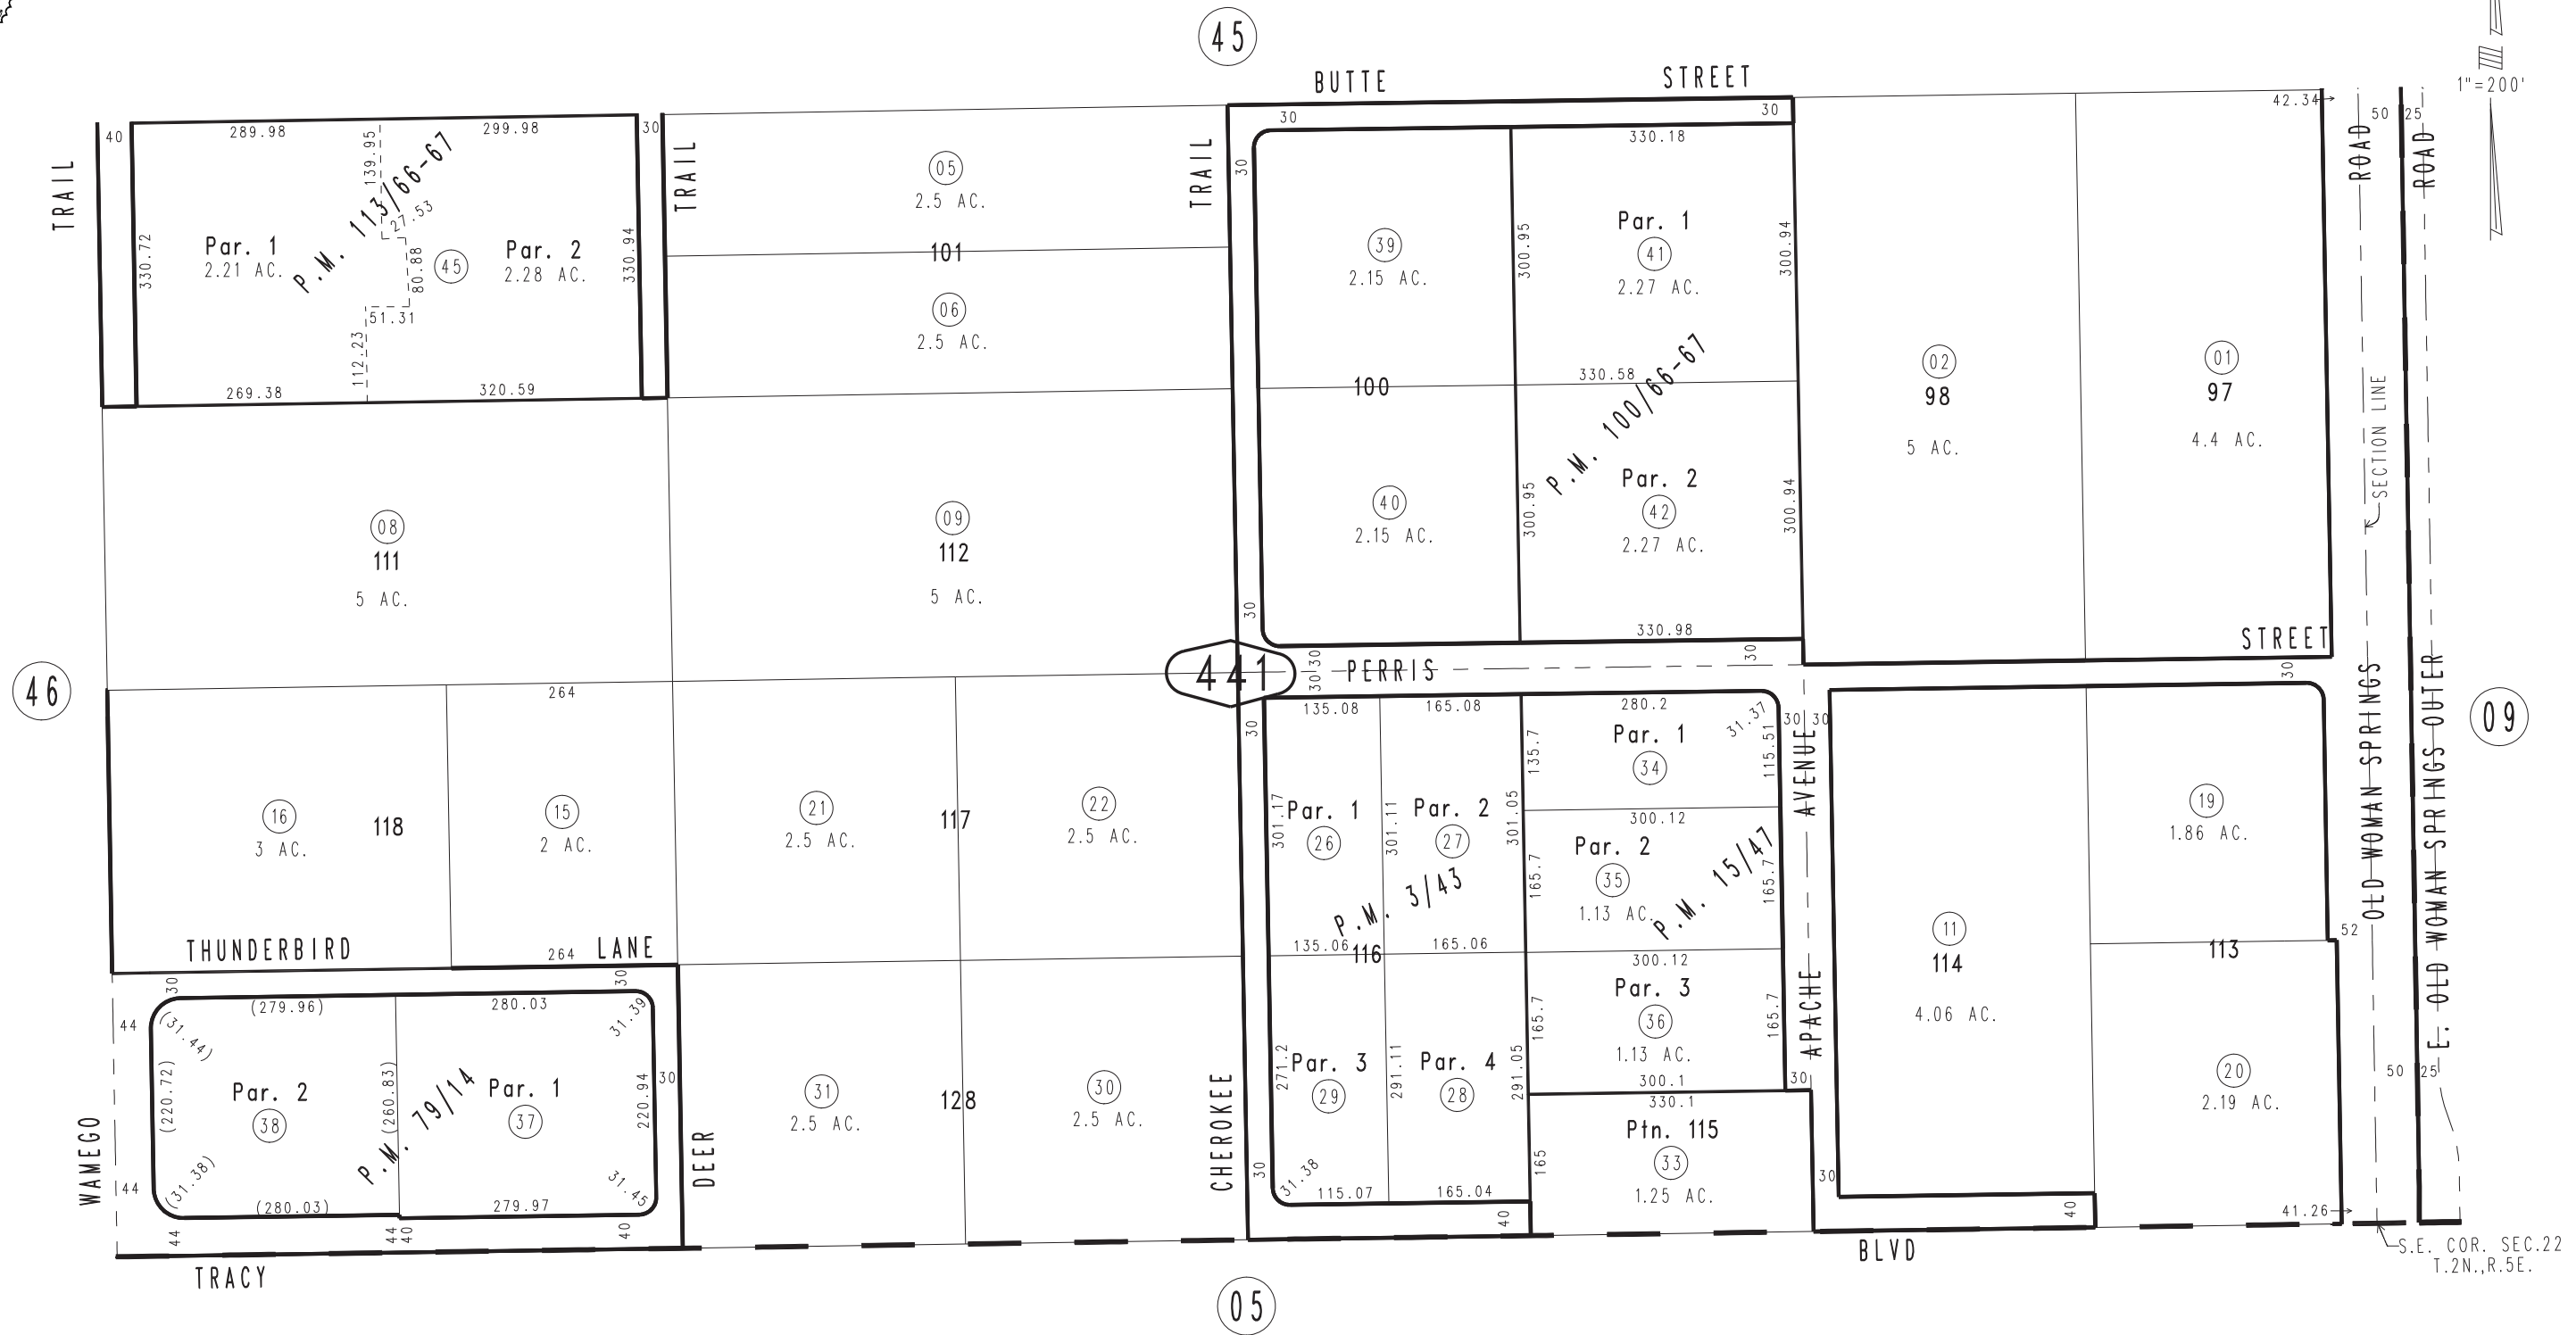 45
1"=200'
BUTTE STREET
42.34
50 25
40
289.98
299.98
30
139.95
30
30
330.18
TRAIL
TRAIL
TRAIL
ROAD
ROAD
30
P.M. 113/66-67
27.53
Par. 1
2.21 AC.
330.72
80.88
45
Par. 2
2.28 AC.
330.94
51.31
112.23
269.38
320.59
05
2.5 AC.
101
06
2.5 AC.
39
2.15 AC.
300.95
Par. 1
41
2.27 AC.
300.94
100
330.58
P.M. 100/66-67
02
98
5 AC.
01
97
4.4 AC.
SECTION LINE
40
2.15 AC.
300.95
Par. 2
42
2.27 AC.
300.94
08
111
5 AC.
09
112
5 AC.
30
330.98
STREET
441
30 30
PERRIS
30
30
46
09
264
16
3 AC.
118
15
2 AC.
21
2.5 AC.
117
22
2.5 AC.
30
135.08
165.08
280.2
31.37
30 30
135.7
Par. 1
34
115.51
AVENUE
300.12
301.17
Par. 1
26
301.11
Par. 2
27
301.05
165.7
Par. 2
35
1.13 AC.
165.7
P.M. 3/43
P.M. 15/47
135.06
116
165.06
300.12
19
1.86 AC.
11
114
4.06 AC.
52
113
OLD WOMAN SPRINGS
E. OLD WOMAN SPRINGS OUTER
THUNDERBIRD LANE
264
30
30
(279.96)
280.03
(31.44)
31.39
44
(220.72)
Par. 2
38
(260.83)
P.M. 79/14
Par. 1
37
220.94
30
44
(31.38)
(280.03)
279.97
31.45
44
44
40
40
WAMEGO
DEER
31
2.5 AC.
128
30
2.5 AC.
CHEROKEE
165.7
Par. 3
36
1.13 AC.
165.7
APACHE
271.2
Par. 3
29
291.11
Par. 4
28
291.05
300.1
330.1
30
Ptn. 115
33
1.25 AC.
165
30
31.38
115.07
165.04
40
30
40
50 25
20
2.19 AC.
41.26
TRACY BLVD
S.E. COR. SEC.22
T.2N.,R.5E.
05